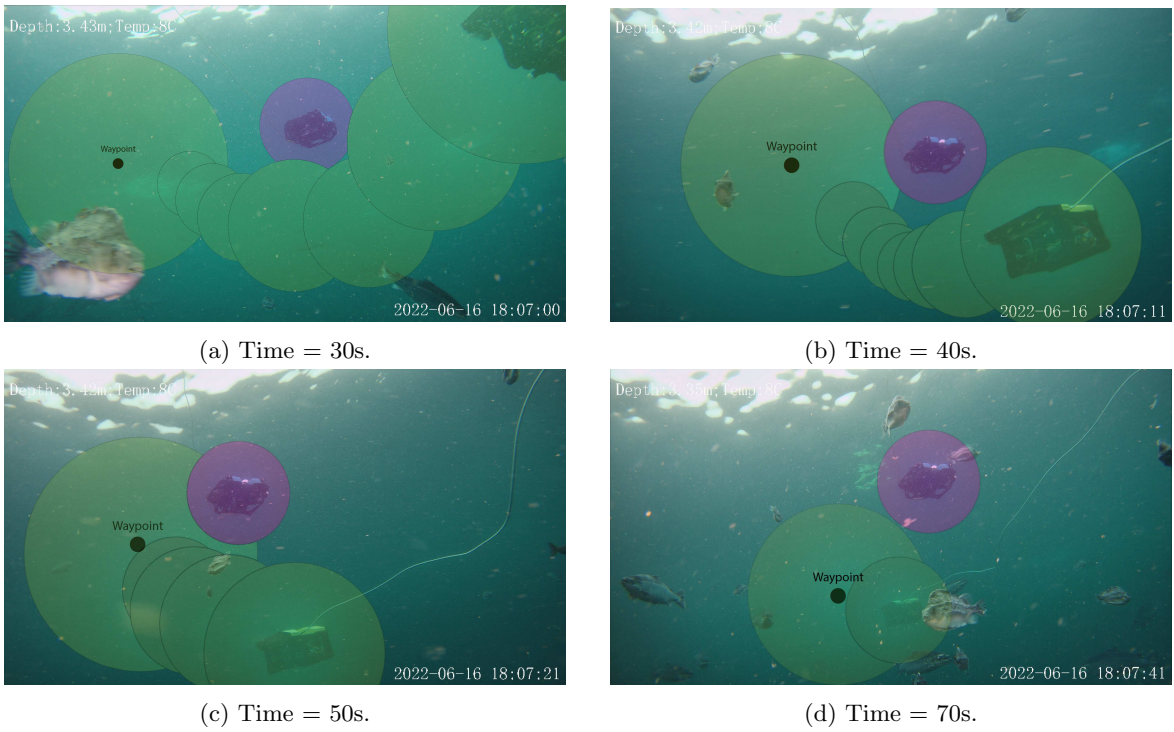 Depth:3.43m;Temp:8C
Waypoint
2022-06-16 18:07:00
(a) Time = 30s.
Depth:3.42m;Temp:8C
Waypoint
2022-06-16 18:07:11
(b) Time = 40s.
Depth:3.42m;Temp:8C
Waypoint
2022-06-16 18:07:21
(c) Time = 50s.
Depth:3.35m;Temp:8C
Waypoint
2022-06-16 18:07:41
(d) Time = 70s.